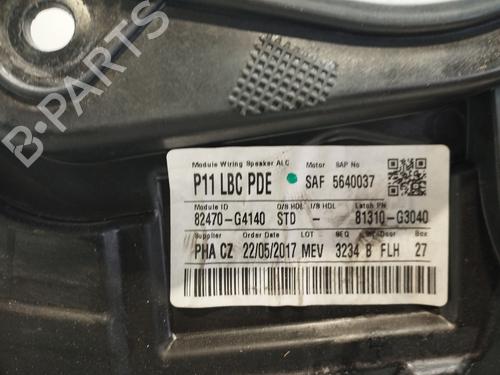 B-PARTS
Module Wiring Speaker ALC Motor SAP No
P11 LBC PDE SAF 5640037
Module ID O/S HDL I/S HDL Latch PN
82470-G4140 STD - 81310-G3040
Supplier Order Date LOT SEQ Door Box
PHA CZ 22/05/2017 MEV 3234 B FLH 27